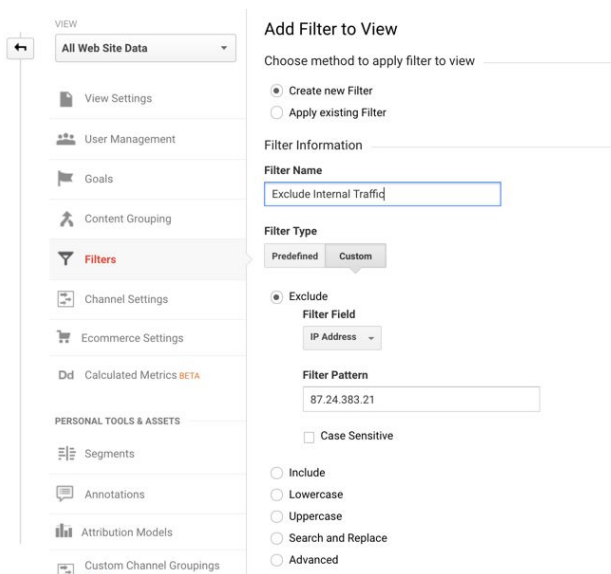 VIEW
All Web Site Data
View Settings
User Management
Goals
Content Grouping
Filters
Channel Settings
Ecommerce Settings
Dd Calculated Metrics BETA
PERSONAL TOOLS & ASSETS
Segments
Annotations
Attribution Models
Custom Channel Groupings
Add Filter to View
Choose method to apply filter to view
Create new Filter
Apply existing Filter
Filter Information
Filter Name
Exclude Internal Traffic
Filter Type
Predefined Custom
Exclude
Filter Field
IP Address
Filter Pattern
87.24.383.21
Case Sensitive
Include
Lowercase
Uppercase
Search and Replace
Advanced